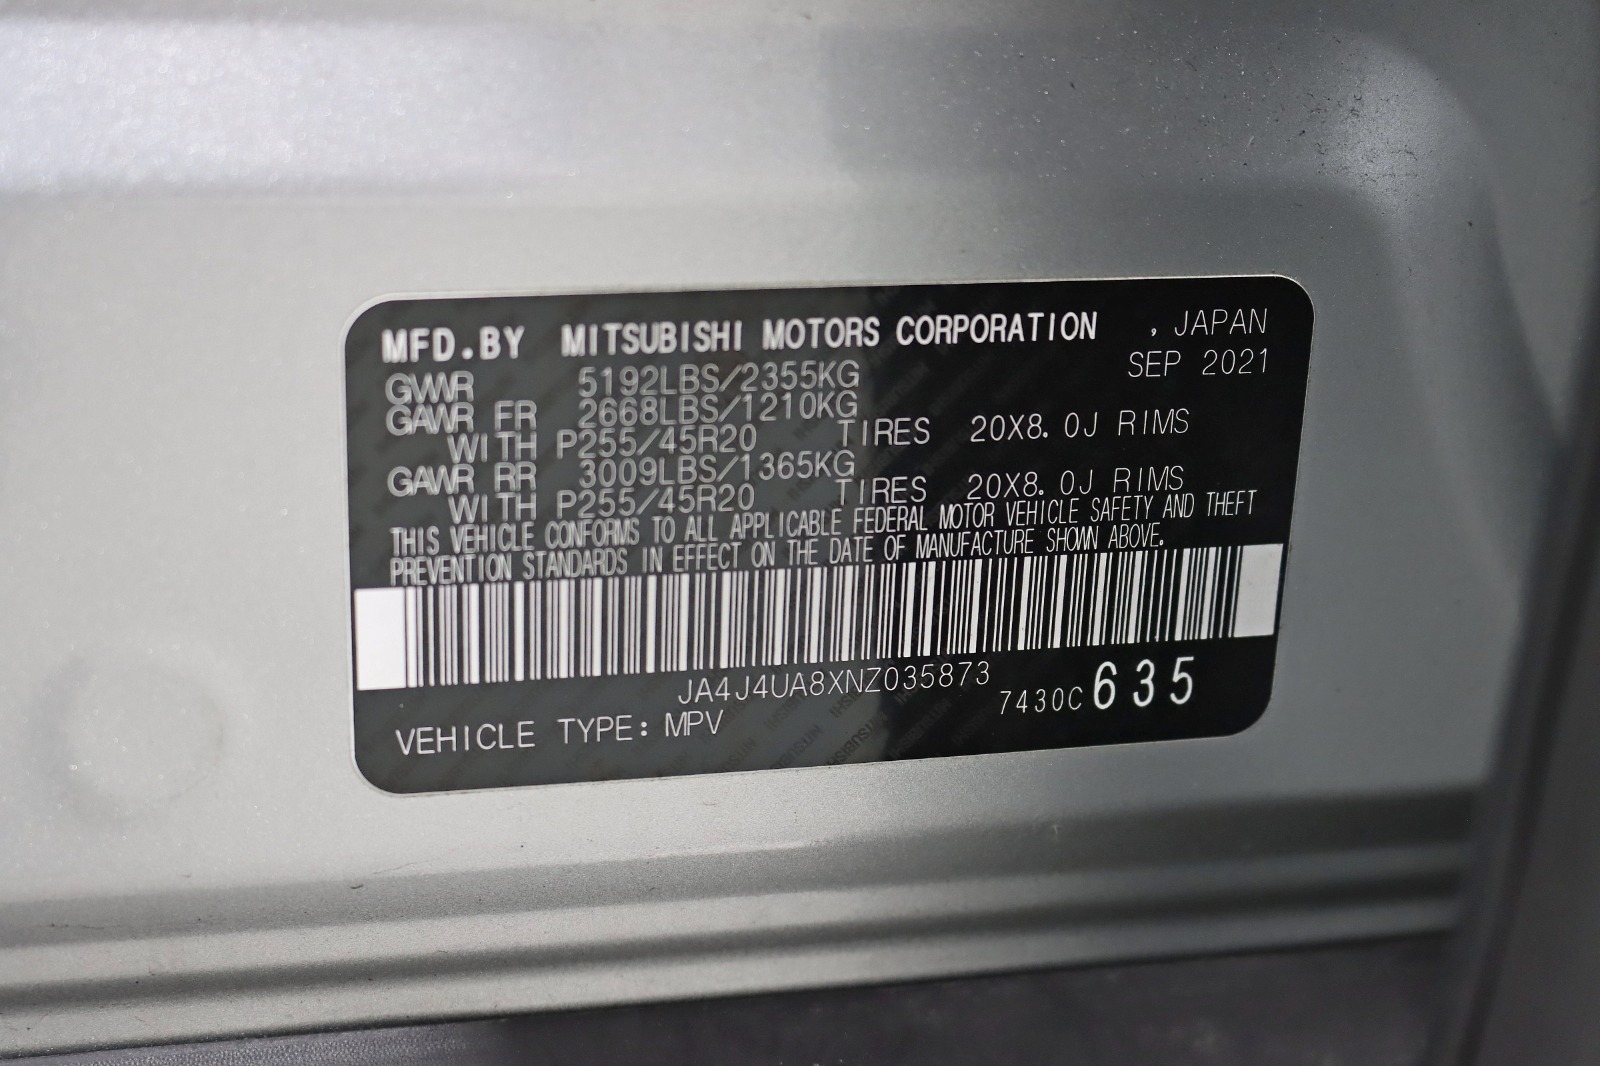 MFD.BY MITSUBISHI MOTORS CORPORATION , JAPAN
SEP 2021
GVWR 5192LBS/2355KG
GAWR FR 2668LBS/1210KG
WITH P255/45R20 TIRES 20X8.0J RIMS
GAWR RR 3009LBS/1365KG
WITH P255/45R20 TIRES 20X8.0J RIMS
THIS VEHICLE CONFORMS TO ALL APPLICABLE FEDERAL MOTOR VEHICLE SAFETY AND THEFT
PREVENTION STANDARDS IN EFFECT ON THE DATE OF MANUFACTURE SHOWN ABOVE.
JA4J4UA8XNZ035873
7430C 635
VEHICLE TYPE: MPV